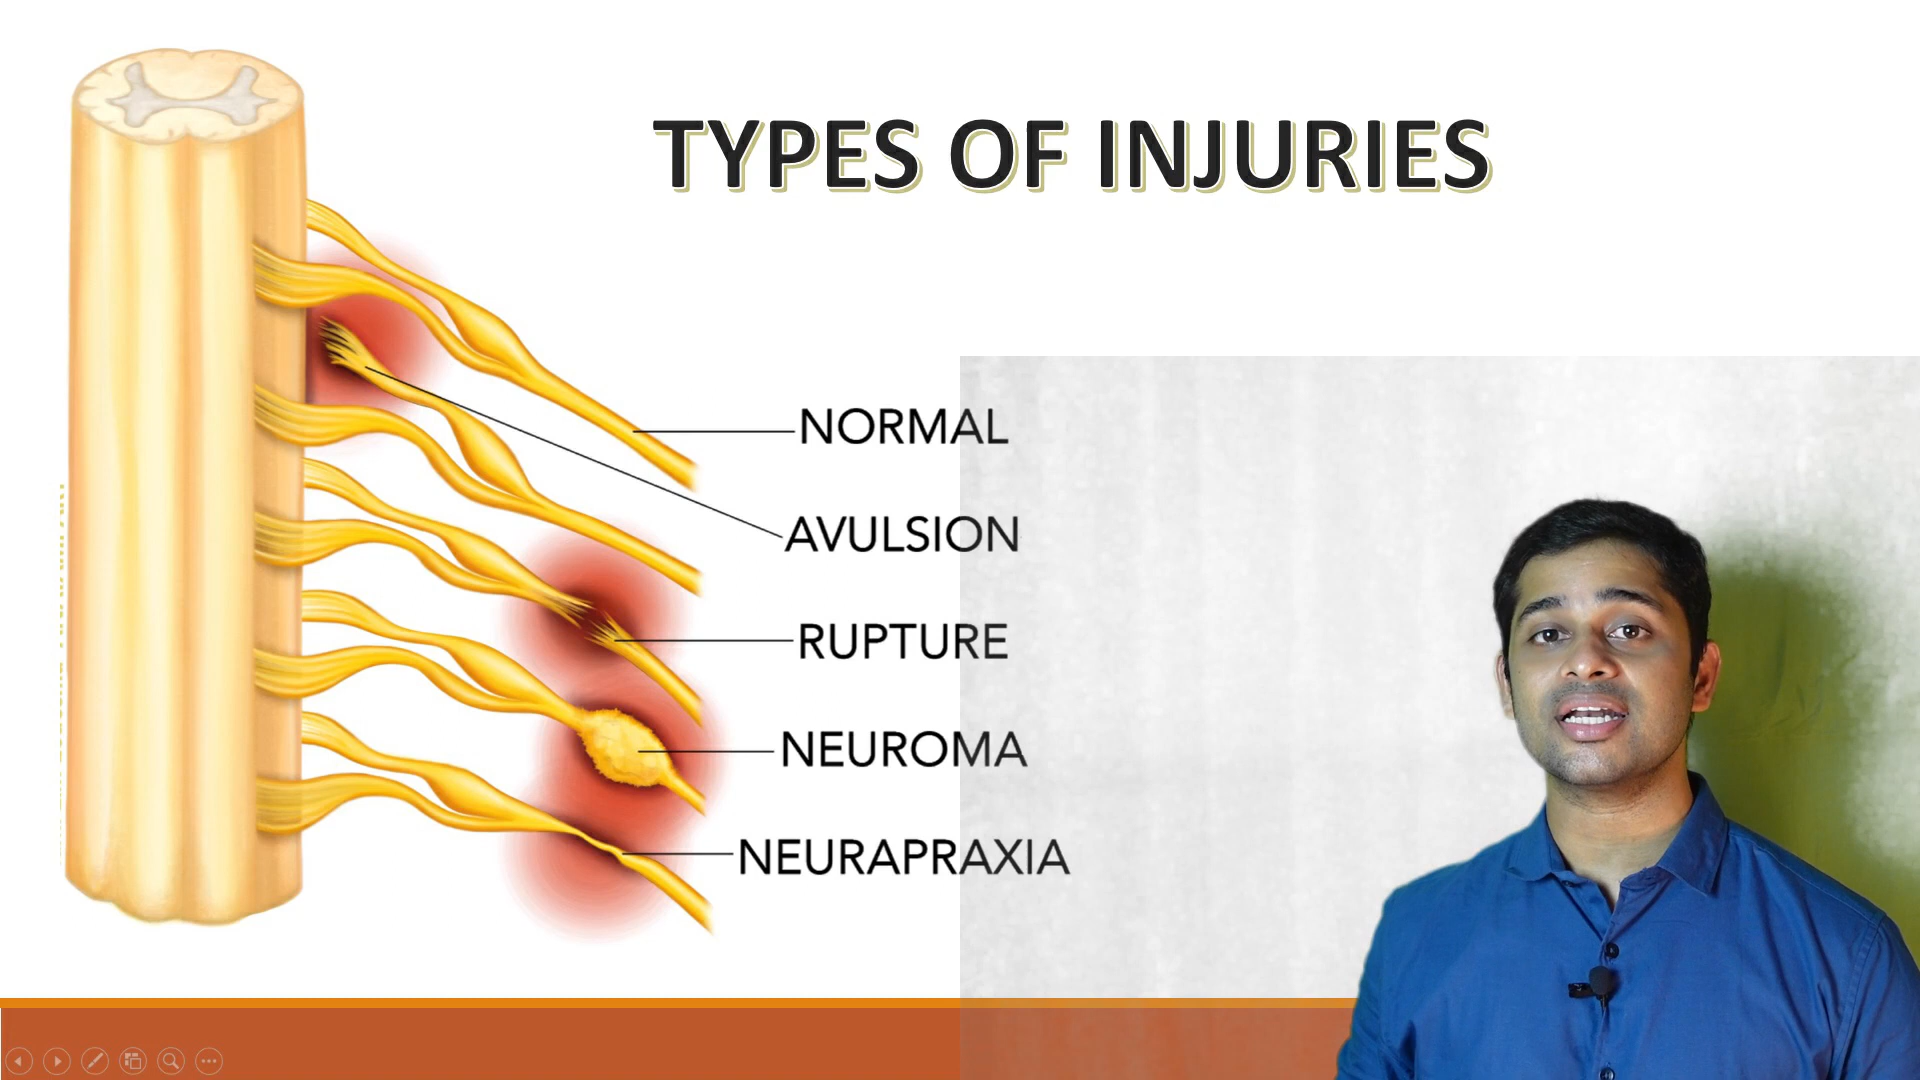 TYPES OF INJURIES
NORMAL
AVULSION
RUPTURE
NEUROMA
NEURAPRAXIA